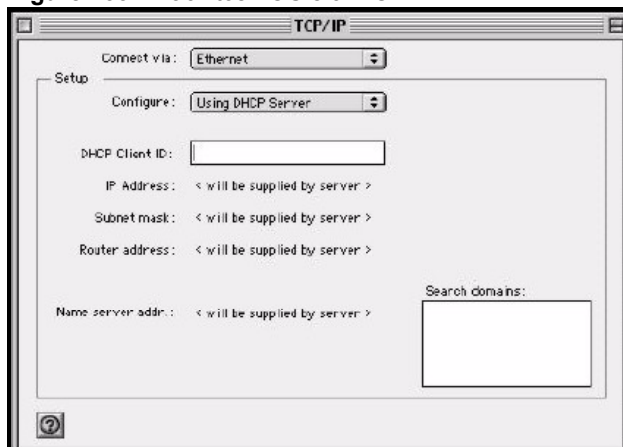 TCP/IP
Connect via: Ethernet
Setup
Configure: Using DHCP Server
DHCP Client ID:
IP Address: < will be supplied by server >
Subnet mask: < will be supplied by server >
Router address: < will be supplied by server >
Search domains:
Name server addr.: < will be supplied by server >
?